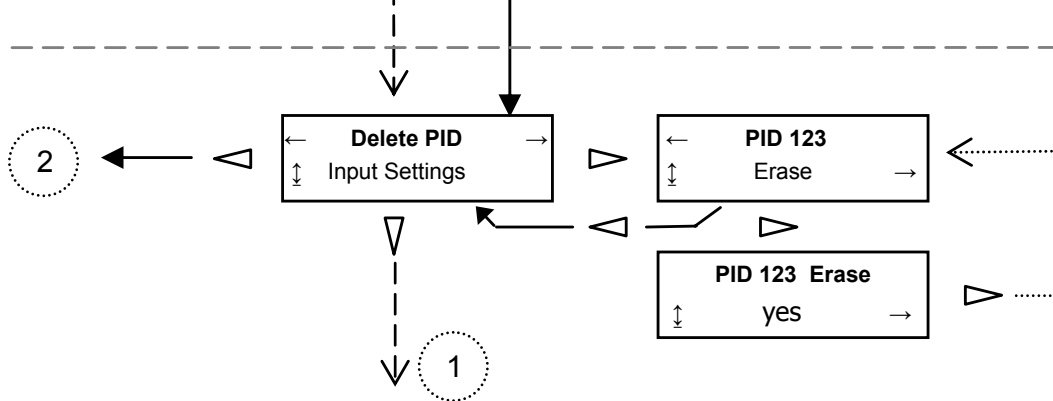 ← Delete PID →
↨ Input Settings
← PID 123
↨ Erase →
2
PID 123 Erase
↨ yes →
1